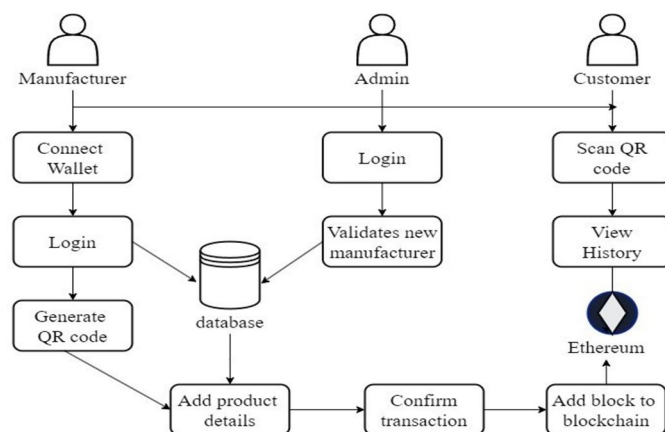 Manufacturer
Admin
Customer
Connect
Wallet
Login
Scan QR
code
Login
Validates new
manufacturer
View
History
Generate
QR code
database
Ethereum
Add product
details
Confirm
transaction
Add block to
blockchain